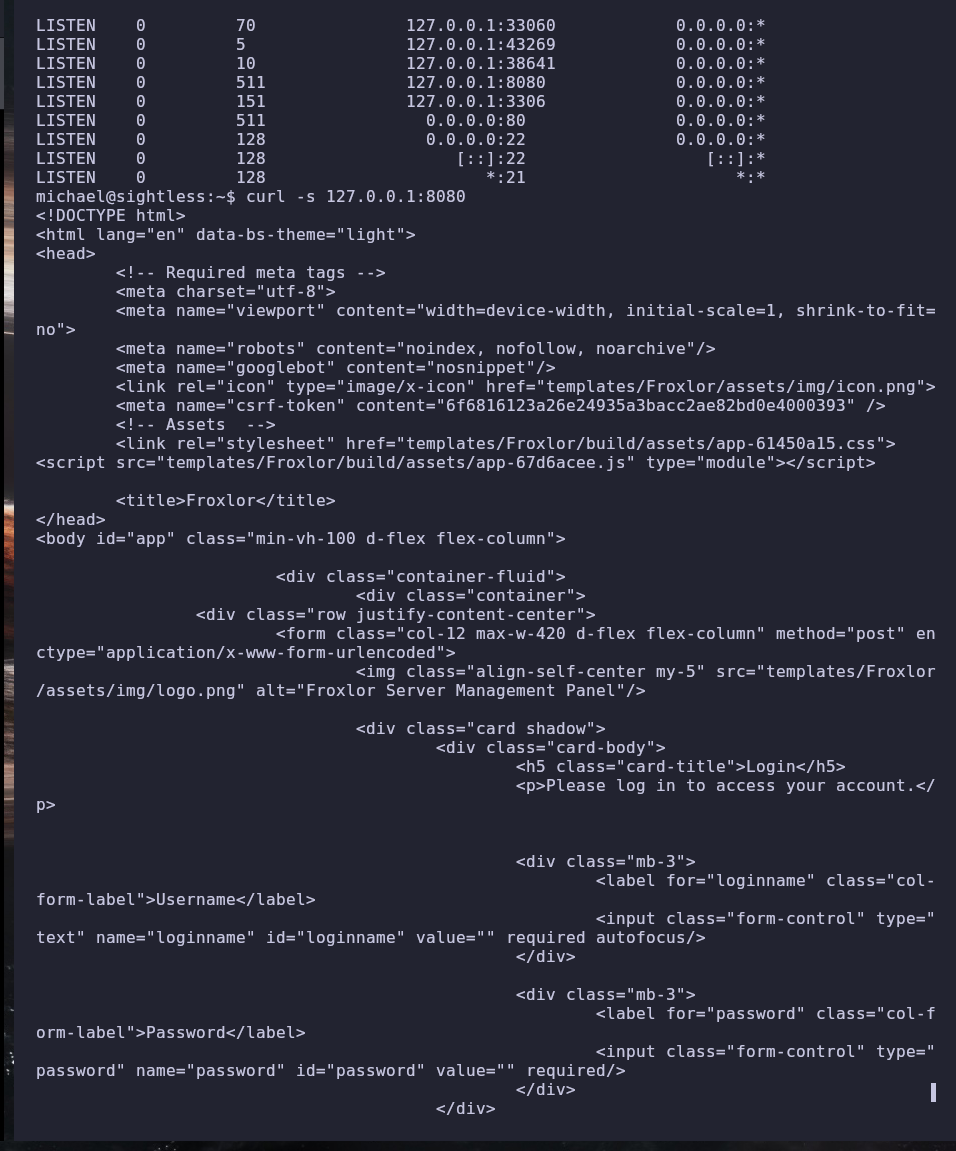 LISTEN    0         70               127.0.0.1:33060            0.0.0.0:*
LISTEN    0         5                127.0.0.1:43269            0.0.0.0:*
LISTEN    0         10               127.0.0.1:38641            0.0.0.0:*
LISTEN    0         511              127.0.0.1:8080             0.0.0.0:*
LISTEN    0         151              127.0.0.1:3306             0.0.0.0:*
LISTEN    0         511                0.0.0.0:80               0.0.0.0:*
LISTEN    0         128                0.0.0.0:22               0.0.0.0:*
LISTEN    0         128                   [::]:22                  [::]:*
LISTEN    0         128                      *:21                     *:*
michael@sightless:~$ curl -s 127.0.0.1:8080
<!DOCTYPE html>
<html lang="en" data-bs-theme="light">
<head>
        <!-- Required meta tags -->
        <meta charset="utf-8">
        <meta name="viewport" content="width=device-width, initial-scale=1, shrink-to-fit=
no">
        <meta name="robots" content="noindex, nofollow, noarchive"/>
        <meta name="googlebot" content="nosnippet"/>
        <link rel="icon" type="image/x-icon" href="templates/Froxlor/assets/img/icon.png">
        <meta name="csrf-token" content="6f6816123a26e24935a3bacc2ae82bd0e4000393" />
        <!-- Assets  -->
        <link rel="stylesheet" href="templates/Froxlor/build/assets/app-61450a15.css">
<script src="templates/Froxlor/build/assets/app-67d6acee.js" type="module"></script>
        <title>Froxlor</title>
</head>
<body id="app" class="min-vh-100 d-flex flex-column">
                        <div class="container-fluid">
                                <div class="container">
                <div class="row justify-content-center">
                        <form class="col-12 max-w-420 d-flex flex-column" method="post" en
ctype="application/x-www-form-urlencoded">
                                <img class="align-self-center my-5" src="templates/Froxlor
/assets/img/logo.png" alt="Froxlor Server Management Panel"/>
                                <div class="card shadow">
                                        <div class="card-body">
                                                <h5 class="card-title">Login</h5>
                                                <p>Please log in to access your account.</
p>
                                                <div class="mb-3">
                                                        <label for="loginname" class="col-
form-label">Username</label>
                                                        <input class="form-control" type="
text" name="loginname" id="loginname" value="" required autofocus/>
                                                </div>
                                                <div class="mb-3">
                                                        <label for="password" class="col-f
orm-label">Password</label>
                                                        <input class="form-control" type="
password" name="password" id="password" value="" required/>
                                                </div>
                                        </div>